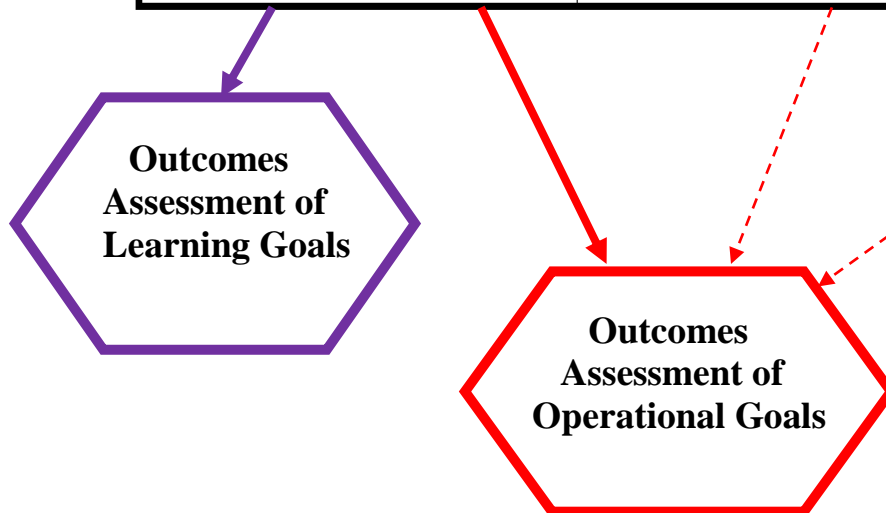 Outcomes
Assessment of
Learning Goals
Outcomes
Assessment of
Operational Goals